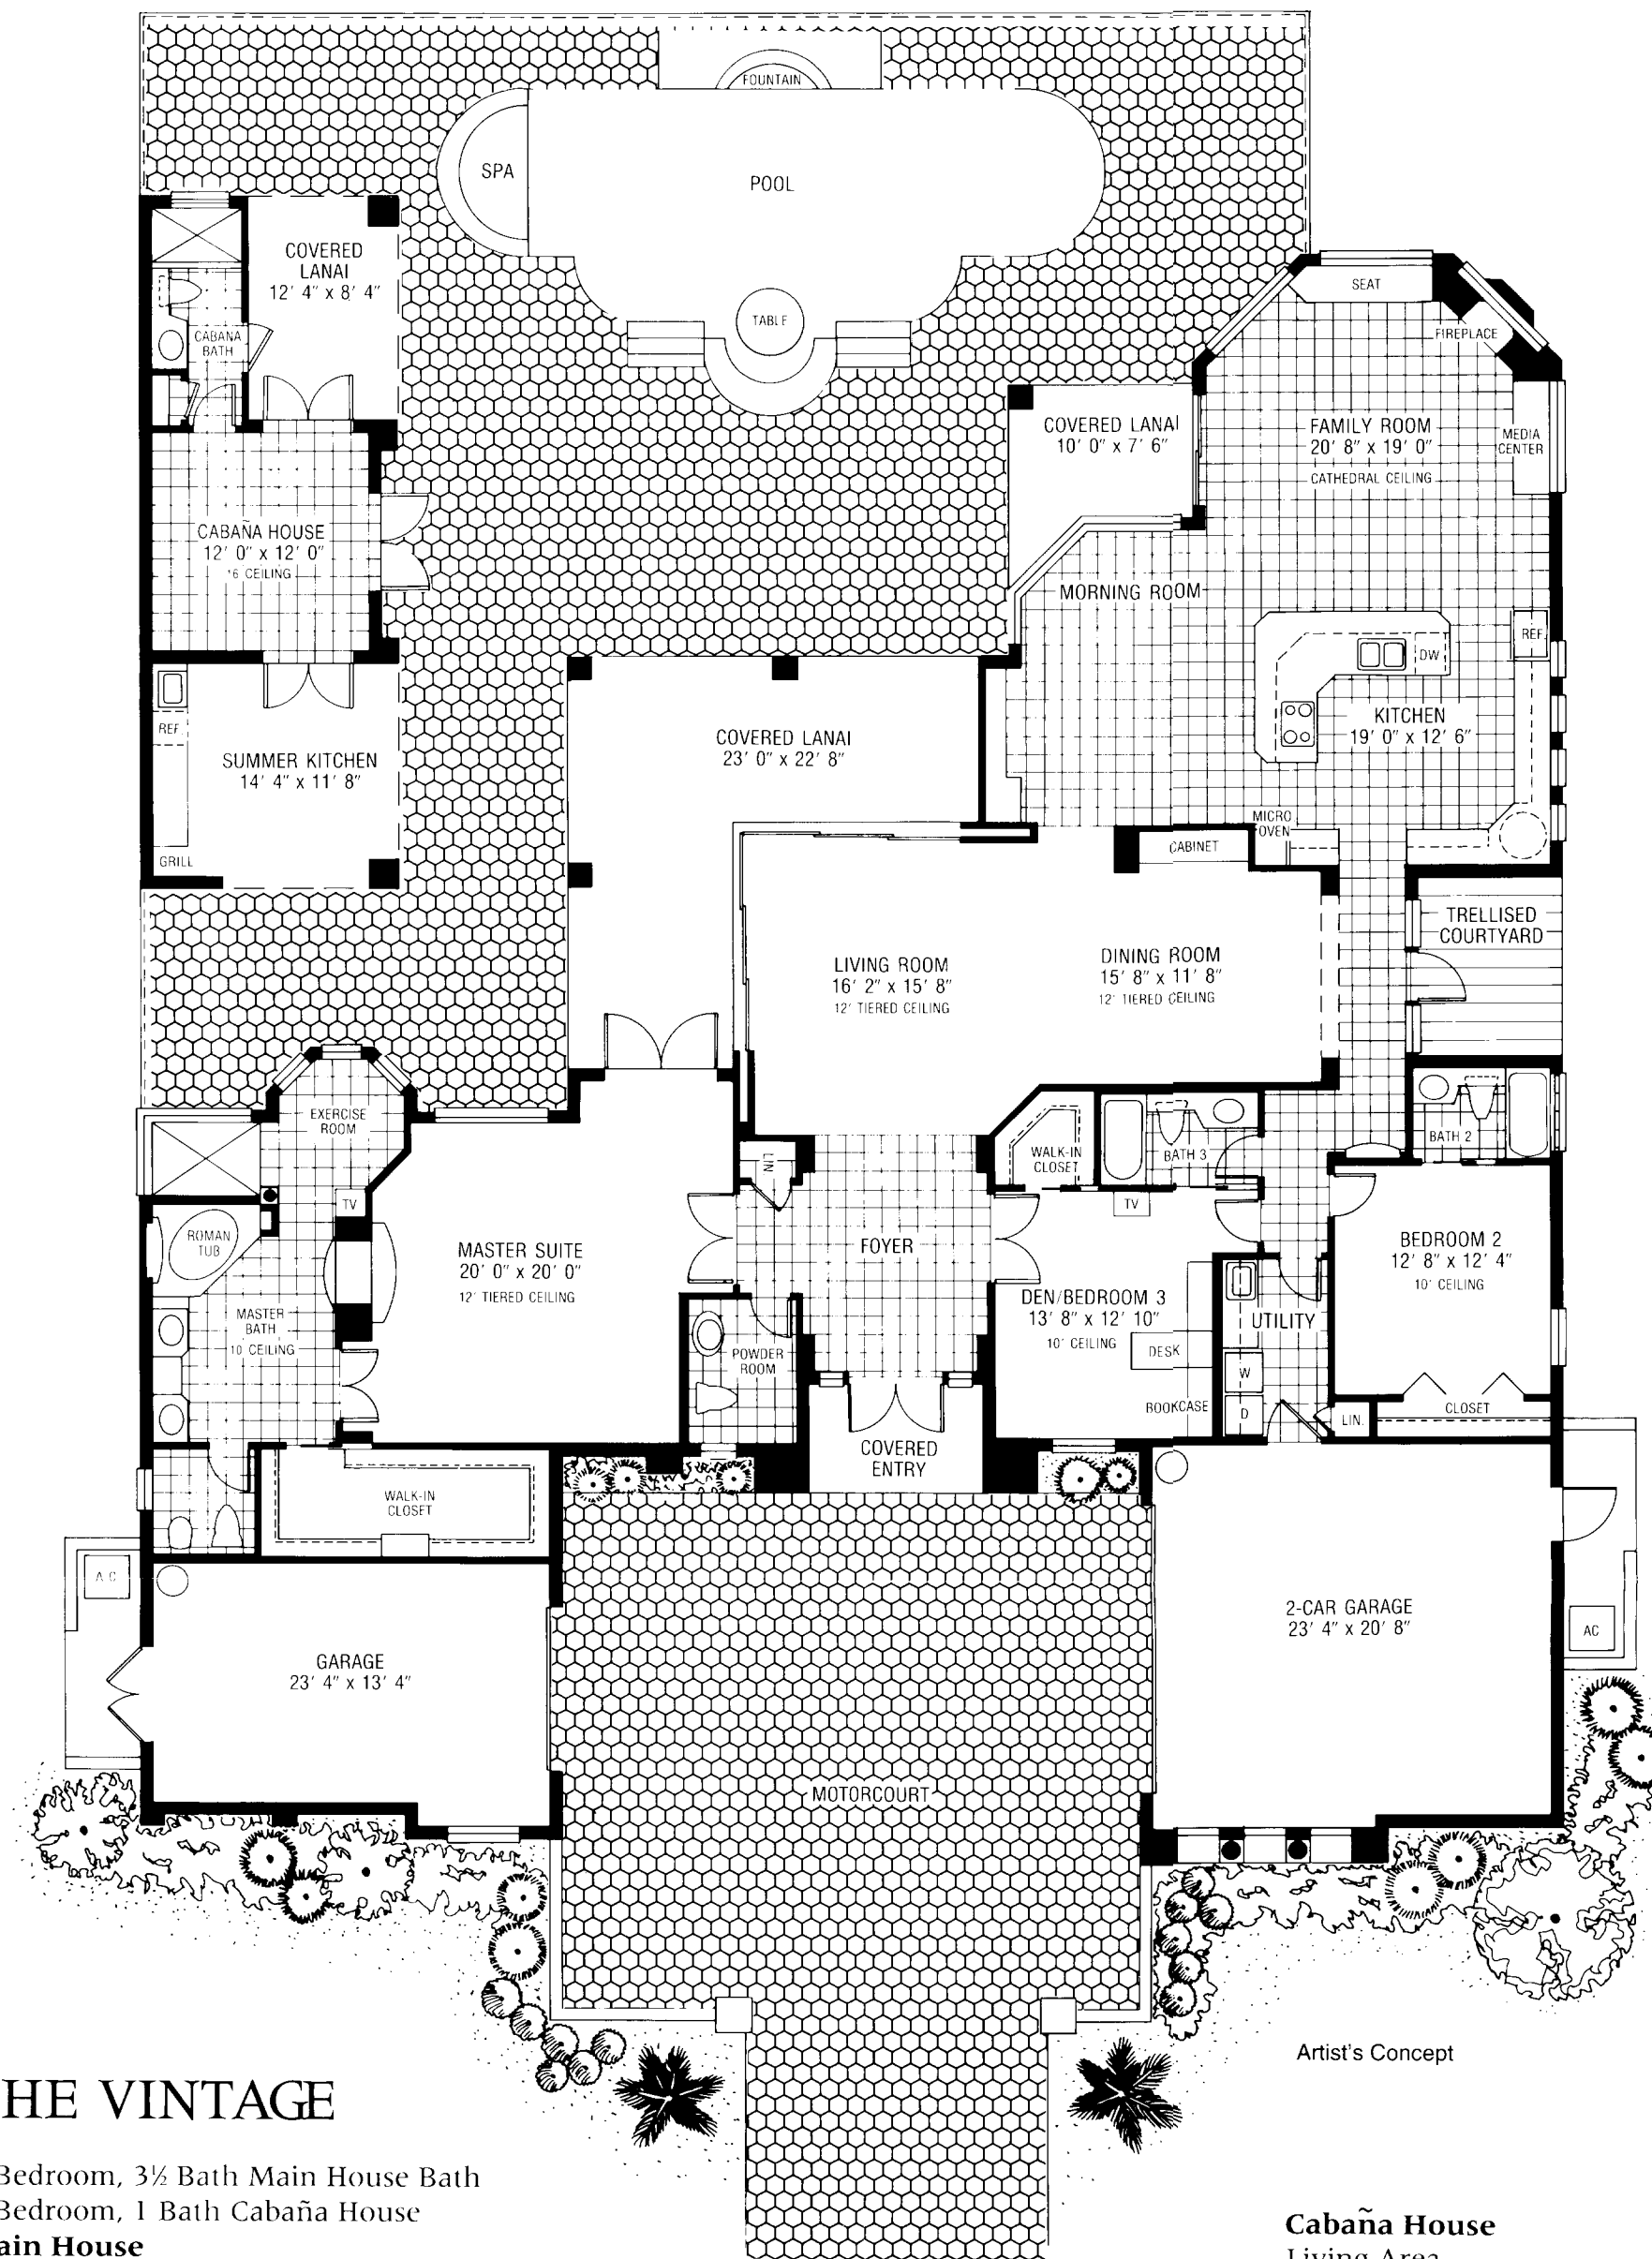 FOUNTAIN
SPA
POOL
TABLE
COVERED
LANAI
12' 4" x 8' 4"
CABANA
BATH
SEAT
FIREPLACE
COVERED LANAI
10' 0" x 7' 6"
FAMILY ROOM
20' 8" x 19' 0"
CATHEDRAL CEILING
MEDIA
CENTER
CABAÑA HOUSE
12' 0" x 12' 0"
CEILING
MORNING ROOM
REF.
DW
KITCHEN
19' 0" x 12' 6"
REF.
SUMMER KITCHEN
14' 4" x 11' 8"
GRILL
COVERED LANAI
23' 0" x 22' 8"
MICRO
OVEN
CABINET
TRELLISED
COURTYARD
LIVING ROOM
16' 2" x 15' 8"
12' TIERED CEILING
DINING ROOM
15' 8" x 11' 8"
12' TIERED CEILING
EXERCISE
ROOM
LIN.
WALK-IN
CLOSET
BATH 3
BATH 2
TV
TV
ROMAN
TUB
MASTER SUITE
20' 0" x 20' 0"
12' TIERED CEILING
FOYER
BEDROOM 2
12' 8" x 12' 4"
10' CEILING
DEN/BEDROOM 3
13' 8" x 12' 10"
10' CEILING
DESK
BOOKCASE
UTILITY
W
D
LIN.
CLOSET
MASTER
BATH
10' CEILING
POWDER
ROOM
COVERED
ENTRY
WALK-IN
CLOSET
A/C
GARAGE
23' 4" x 13' 4"
2-CAR GARAGE
23' 4" x 20' 8"
AC
MOTORCOURT
Artist's Concept
HE VINTAGE
Bedroom, 3½ Bath Main House Bath
Bedroom, 1 Bath Cabaña House
ain House
Cabaña House
Living Area